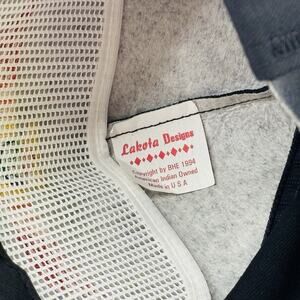 Lakota Designs
Copyright by BHE 1994
American Indian Owned
Made in U S A